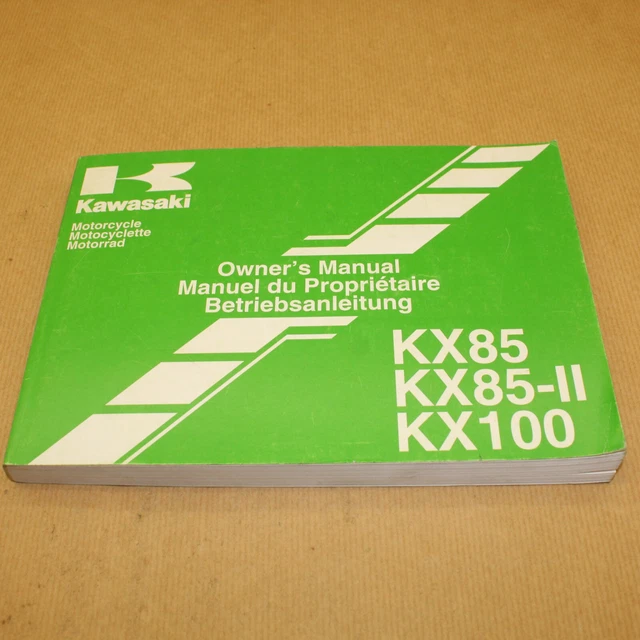 Kawasaki
Motorcycle
Motocyclette
Motorrad
Owner's Manual
Manuel du Propriétaire
Betriebsanleitung
KX85
KX85-II
KX100